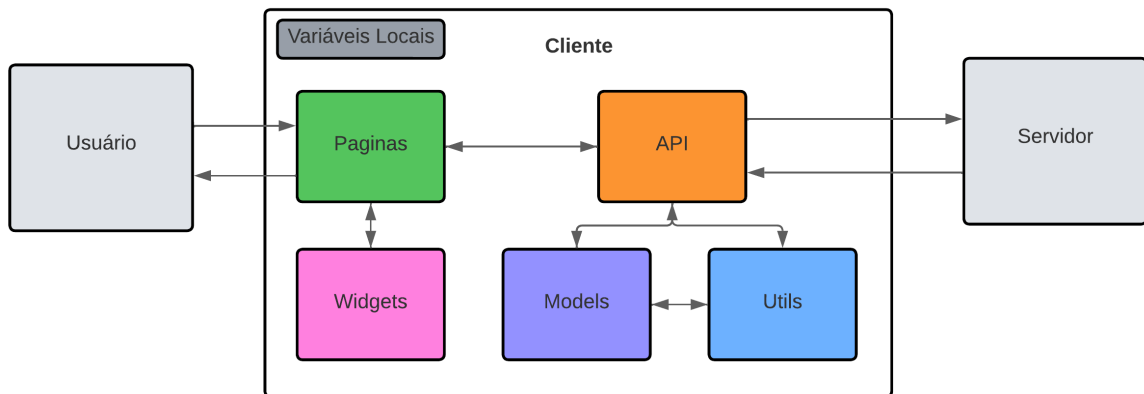 Variáveis Locais
Cliente
Usuário
Paginas
API
Servidor
Widgets
Models
Utils